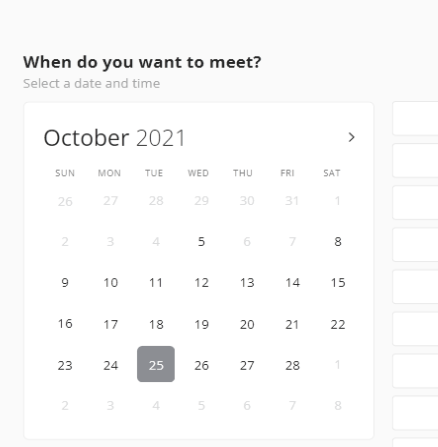 When do you want to meet?
Select a date and time
October 2021
SUN MON TUE WED THU FRI SAT
26 27 28 29 30 31 1
2 3 4 5 6 7 8
9 10 11 12 13 14 15
16 17 18 19 20 21 22
23 24 25 26 27 28 1
2 3 4 5 6 7 8